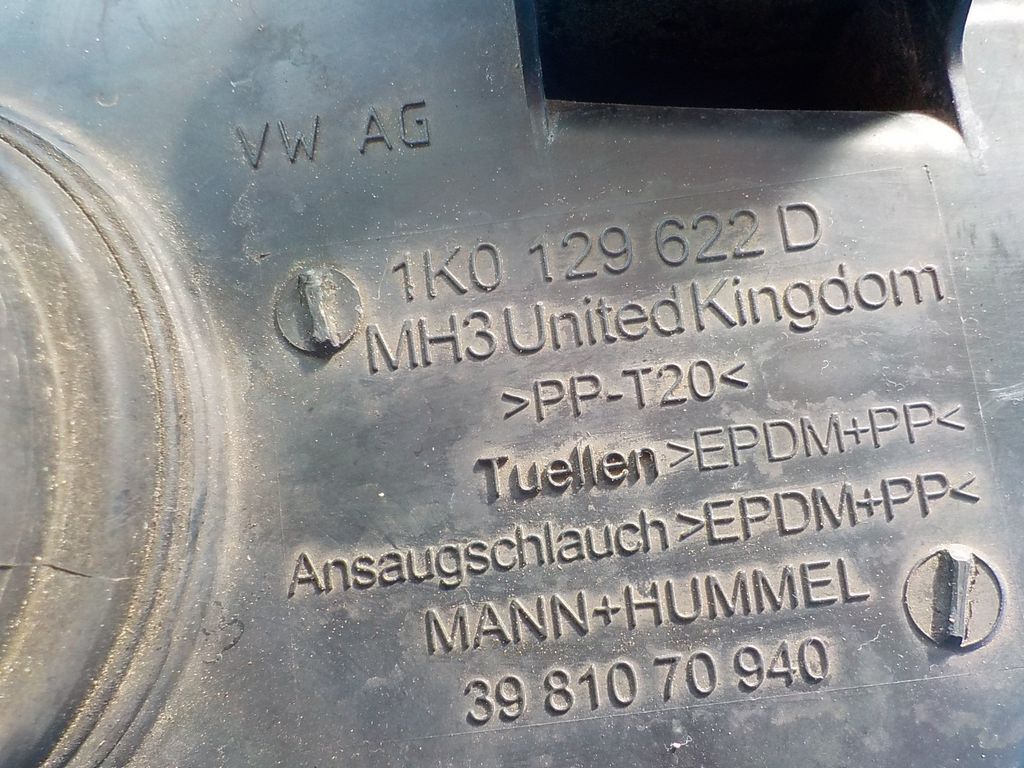 VW AG
1K0 129 622 D
MH3 United Kingdom
>PP-T20<
Tuellen >EPDM+PP<
Ansaugschlauch >EPDM+PP<
MANN+HUMMEL
39 810 70 940